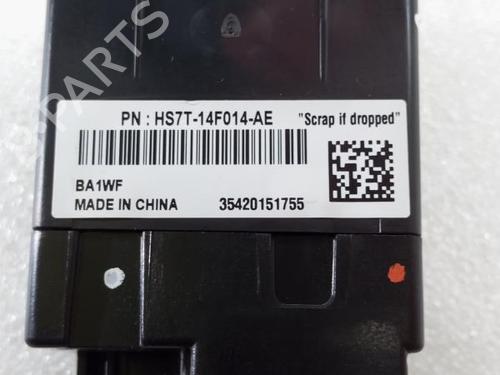 PARTS
PN : HS7T-14F014-AE "Scrap if dropped"
BA1WF
MADE IN CHINA 35420151755